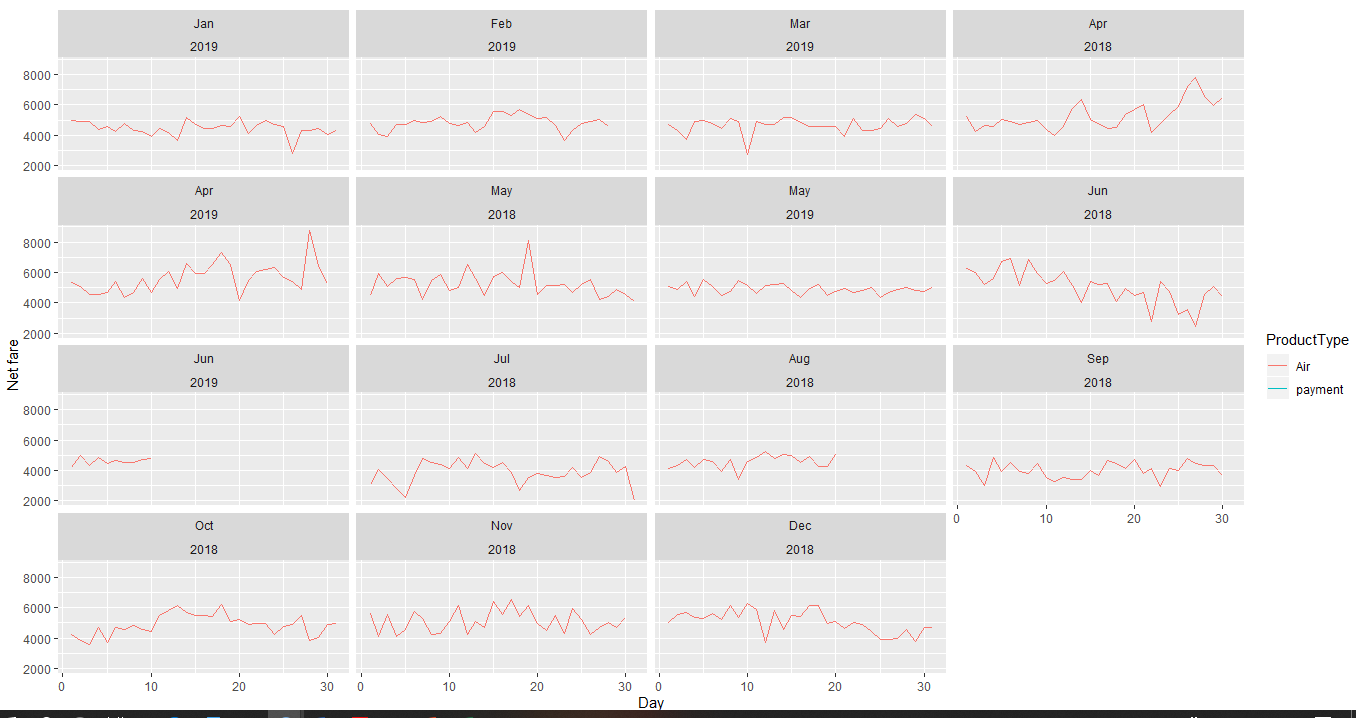 Jan
2019
Feb
2019
Mar
2019
Apr
2018
8000
6000
4000
2000
Apr
2019
May
2018
May
2019
Jun
2018
8000
6000
4000
2000
Jun
2019
Jul
2018
Aug
2018
Sep
2018
8000
6000
4000
2000
0 10 20 30
Oct
2018
Nov
2018
Dec
2018
8000
6000
4000
2000
0 10 20 30
0 10 20 30
0 10 20 30
Day
Net fare
ProductType
Air
payment